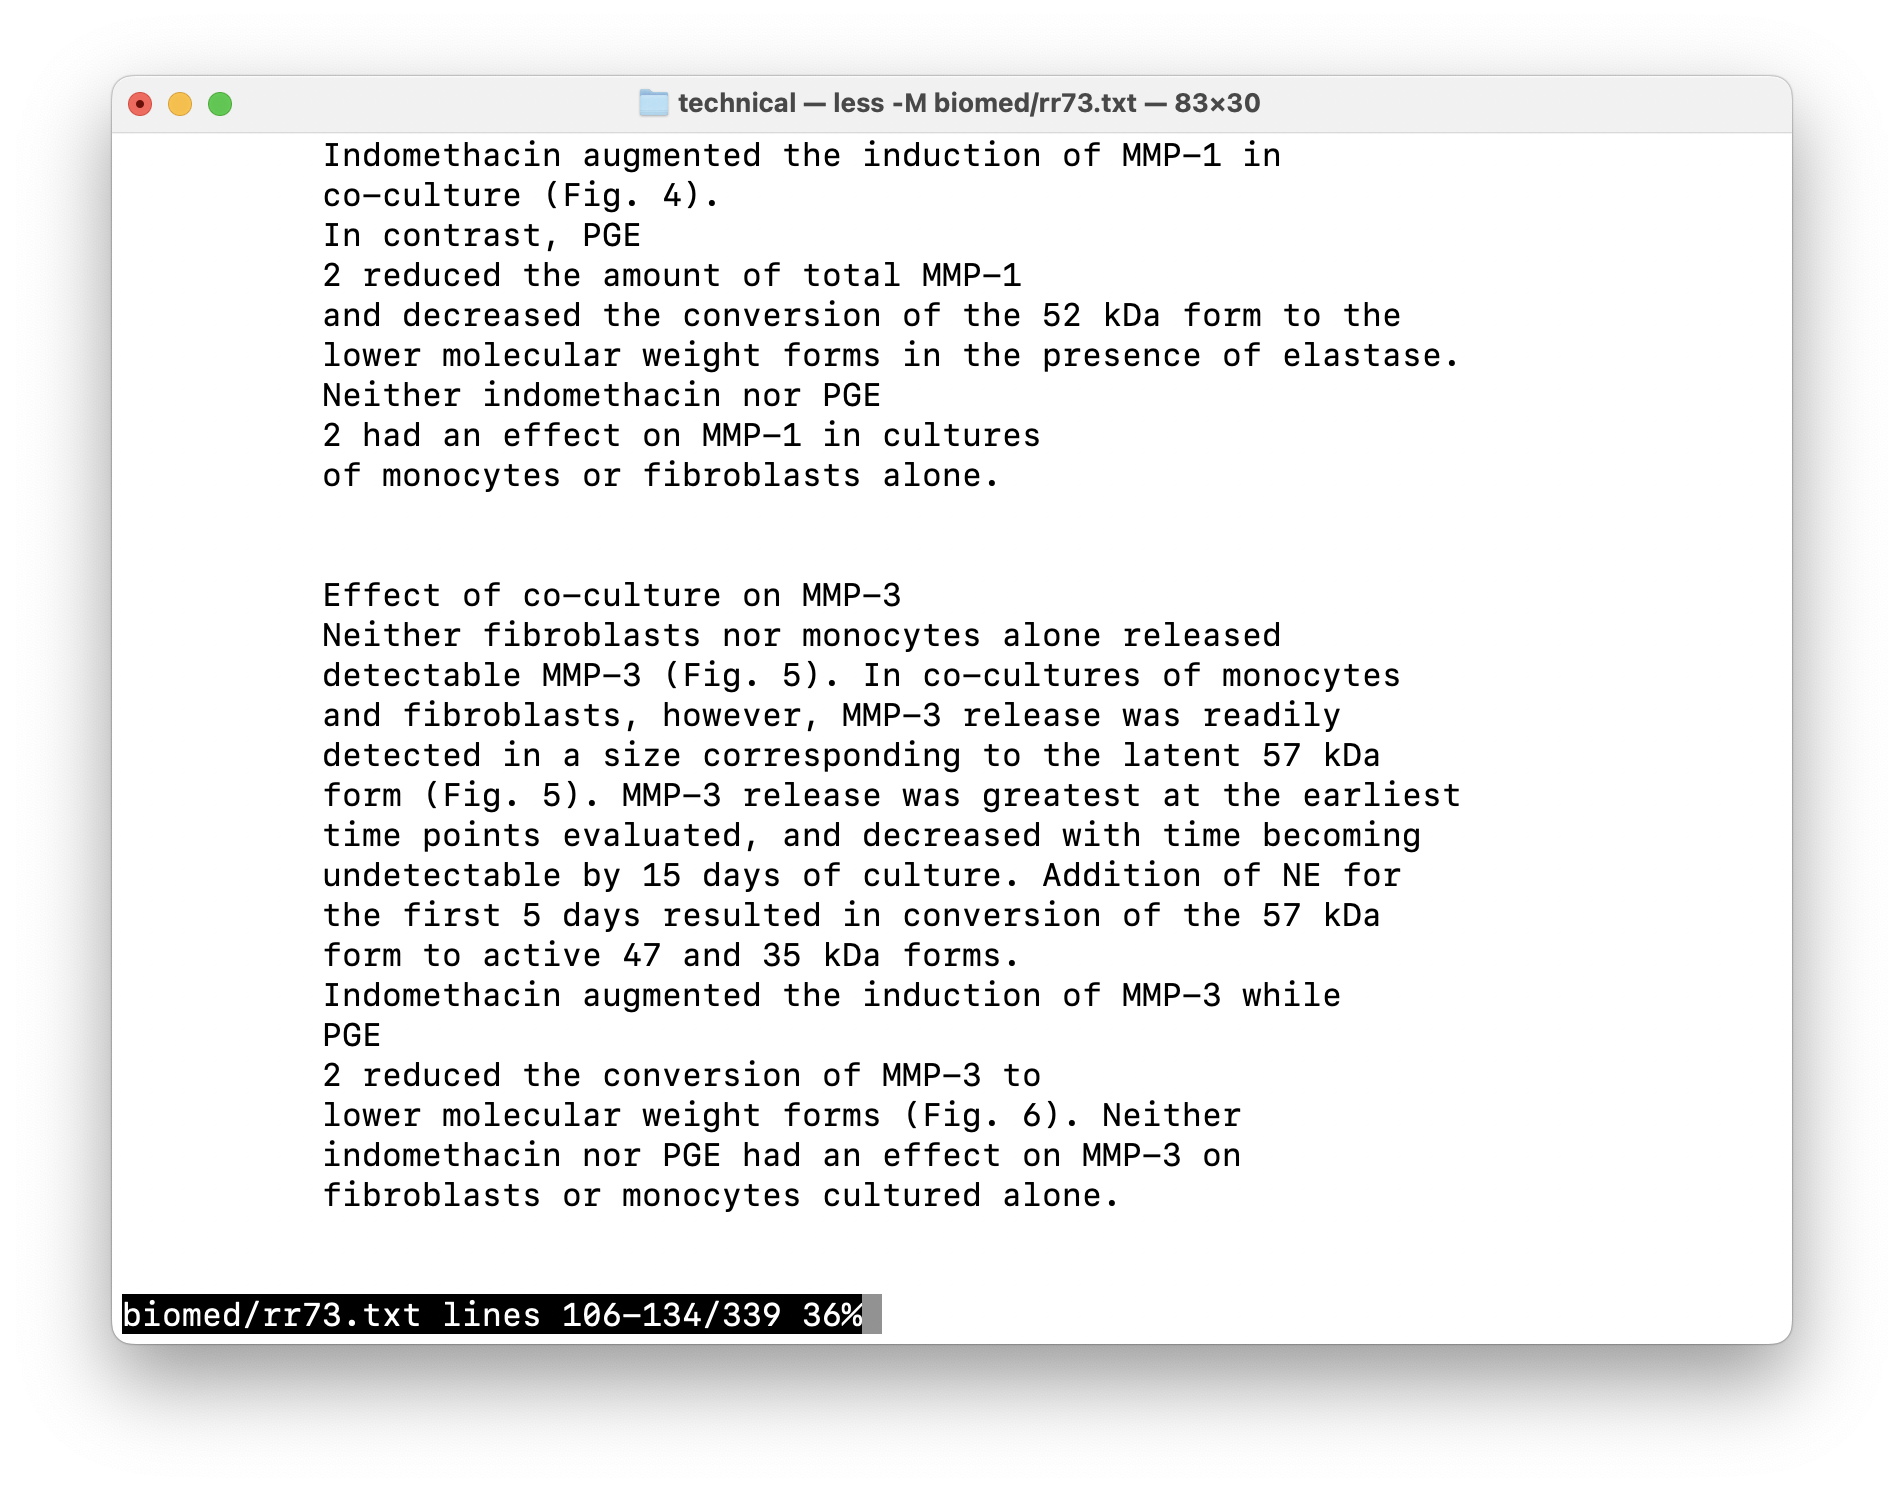 technical — less -M biomed/rr73.txt — 83×30
Indomethacin augmented the induction of MMP-1 in
co-culture (Fig. 4).
In contrast, PGE
2 reduced the amount of total MMP-1
and decreased the conversion of the 52 kDa form to the
lower molecular weight forms in the presence of elastase.
Neither indomethacin nor PGE
2 had an effect on MMP-1 in cultures
of monocytes or fibroblasts alone.
Effect of co-culture on MMP-3
Neither fibroblasts nor monocytes alone released
detectable MMP-3 (Fig. 5). In co-cultures of monocytes
and fibroblasts, however, MMP-3 release was readily
detected in a size corresponding to the latent 57 kDa
form (Fig. 5). MMP-3 release was greatest at the earliest
time points evaluated, and decreased with time becoming
undetectable by 15 days of culture. Addition of NE for
the first 5 days resulted in conversion of the 57 kDa
form to active 47 and 35 kDa forms.
Indomethacin augmented the induction of MMP-3 while
PGE
2 reduced the conversion of MMP-3 to
lower molecular weight forms (Fig. 6). Neither
indomethacin nor PGE had an effect on MMP-3 on
fibroblasts or monocytes cultured alone.
biomed/rr73.txt lines 106-134/339 36%